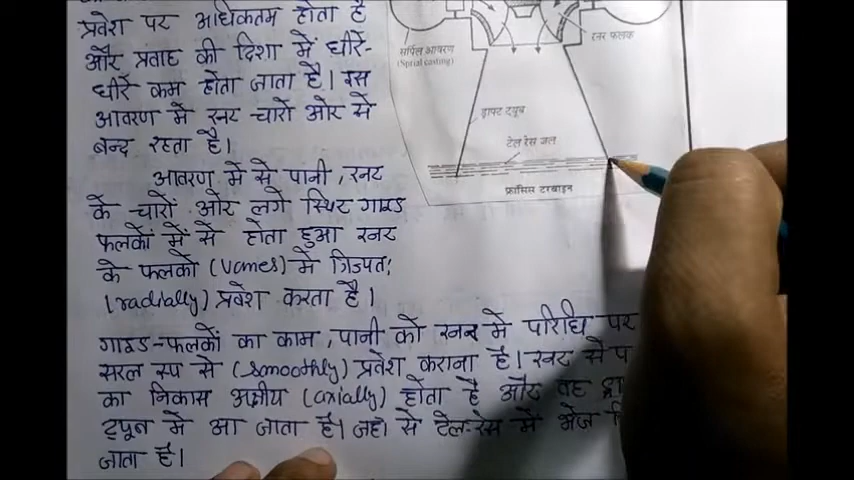 प्रवेश पर अधिकतम होता है
और प्रवाह की दिशा में धीरे-
धीरे कम होता जाता है। इस
आवरण में रनर चारों ओर से
बन्द रहता है।
आवरण में से पानी, रनर
के चारों ओर लगे स्थिर गाइड
फलकों में से होता हुआ रनर
के फलकों (Vanes) में त्रिज्यत:
(radially) प्रवेश करता है।
गाइड-फलकों का काम, पानी को रनर में परिधि पर
सरल रूप से (smoothly) प्रवेश कराना है। रनर से प
का निकास अक्षीय (axially) होता है और वह ड्रा
ट्यूब में आ जाता है। जहाँ से टेल-रेस में भेज
जाता है।
सर्पिल आवरण
(Sprial casting)
रनर फलक
ड्राफ्ट ट्यूब
टेल रेस जल
फ्रांसिस टरबाइन